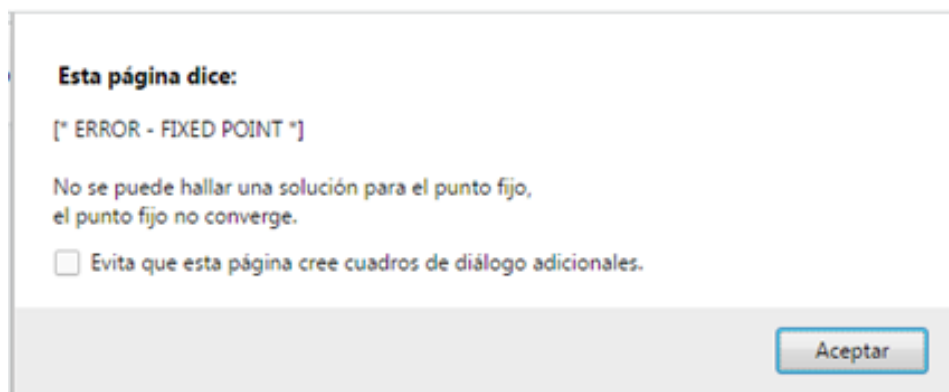 Esta página dice:
[* ERROR - FIXED POINT *]
No se puede hallar una solución para el punto fijo,
el punto fijo no converge.
Evita que esta página cree cuadros de diálogo adicionales.
Aceptar